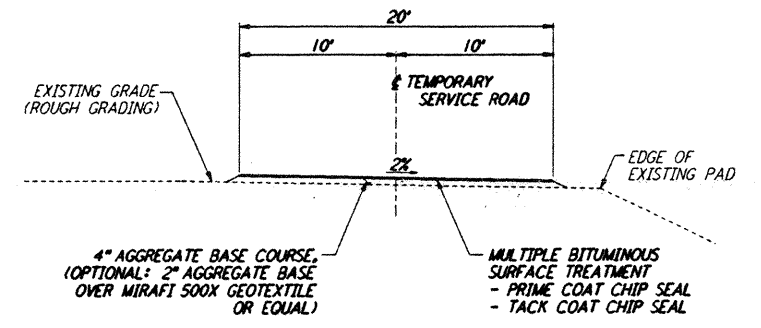 20'
10'
10'
℄ TEMPORARY
SERVICE ROAD
EXISTING GRADE
(ROUGH GRADING)
2%
EDGE OF
EXISTING PAD
4" AGGREGATE BASE COURSE,
(OPTIONAL: 2" AGGREGATE BASE
OVER MIRAFI 500X GEOTEXTILE
OR EQUAL)
MULTIPLE BITUMINOUS
SURFACE TREATMENT
- PRIME COAT CHIP SEAL
- TACK COAT CHIP SEAL